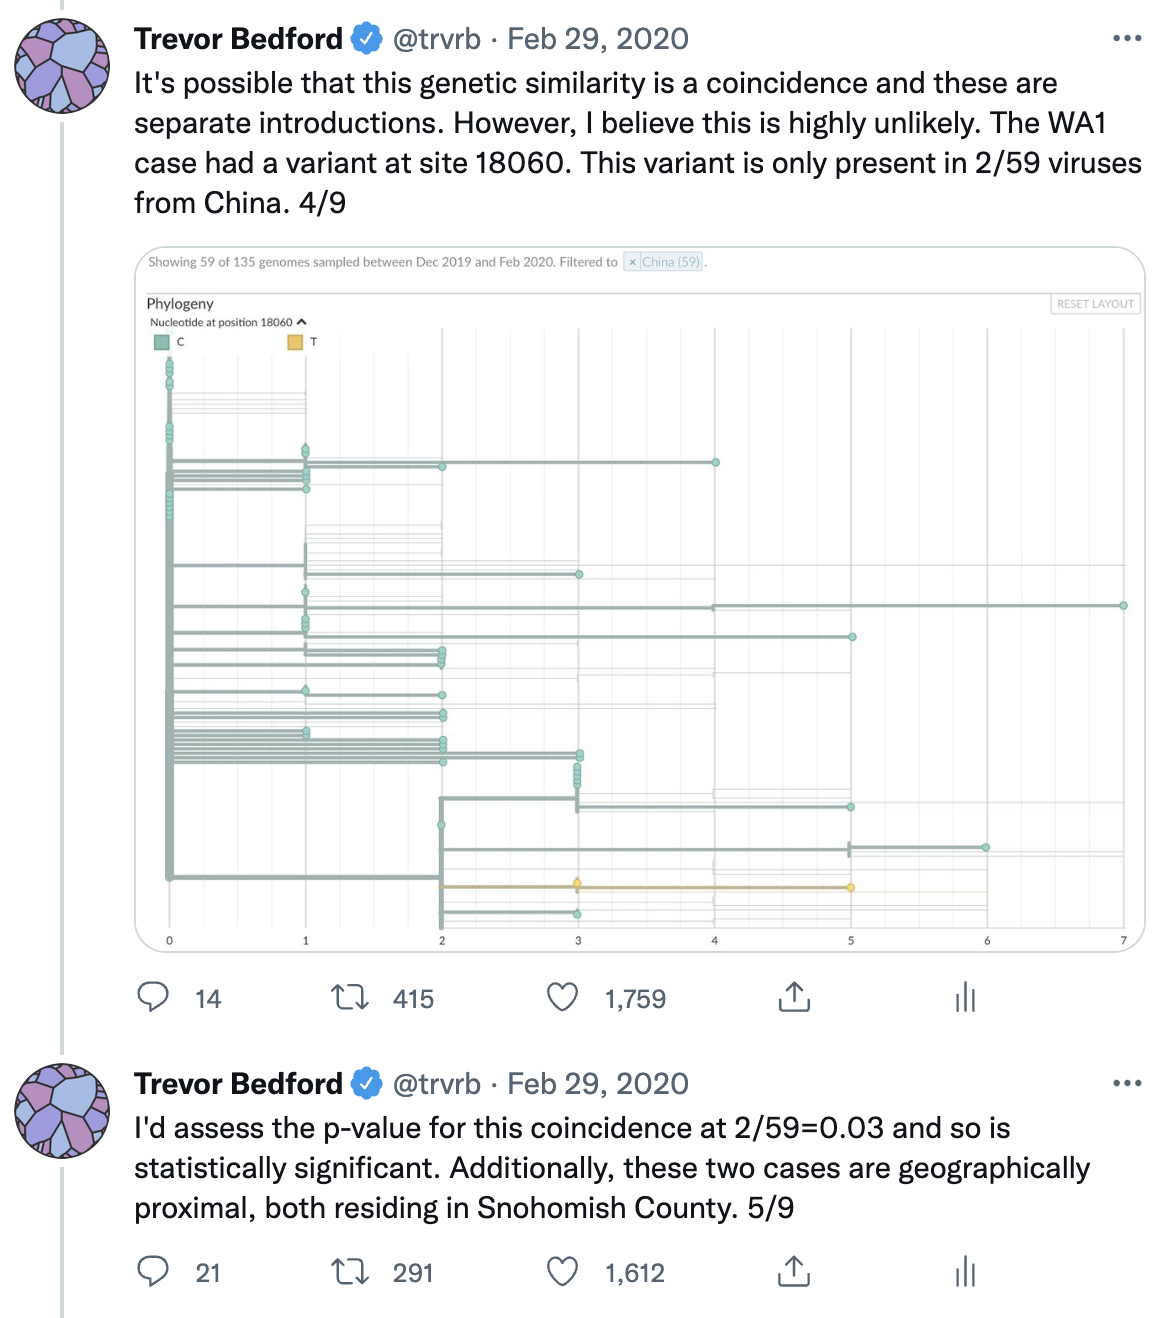 Trevor Bedford @trvrb · Feb 29, 2020
It's possible that this genetic similarity is a coincidence and these are
separate introductions. However, I believe this is highly unlikely. The WA1
case had a variant at site 18060. This variant is only present in 2/59 viruses
from China. 4/9
Showing 59 of 135 genomes sampled between Dec 2019 and Feb 2020. Filtered to × China (59) .
Phylogeny
RESET LAYOUT
Nucleotide at position 18060
C T
0 1 2 3 4 5 6 7
14 415 1,759
Trevor Bedford @trvrb · Feb 29, 2020
I'd assess the p-value for this coincidence at 2/59=0.03 and so is
statistically significant. Additionally, these two cases are geographically
proximal, both residing in Snohomish County. 5/9
21 291 1,612